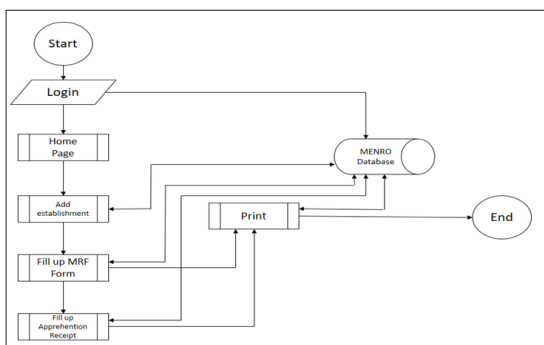 Start
Login
Home
Page
MENRO
Database
Add
establishment
Print
End
Fill up MRF
Form
Fill up
Apprehention
Receipt